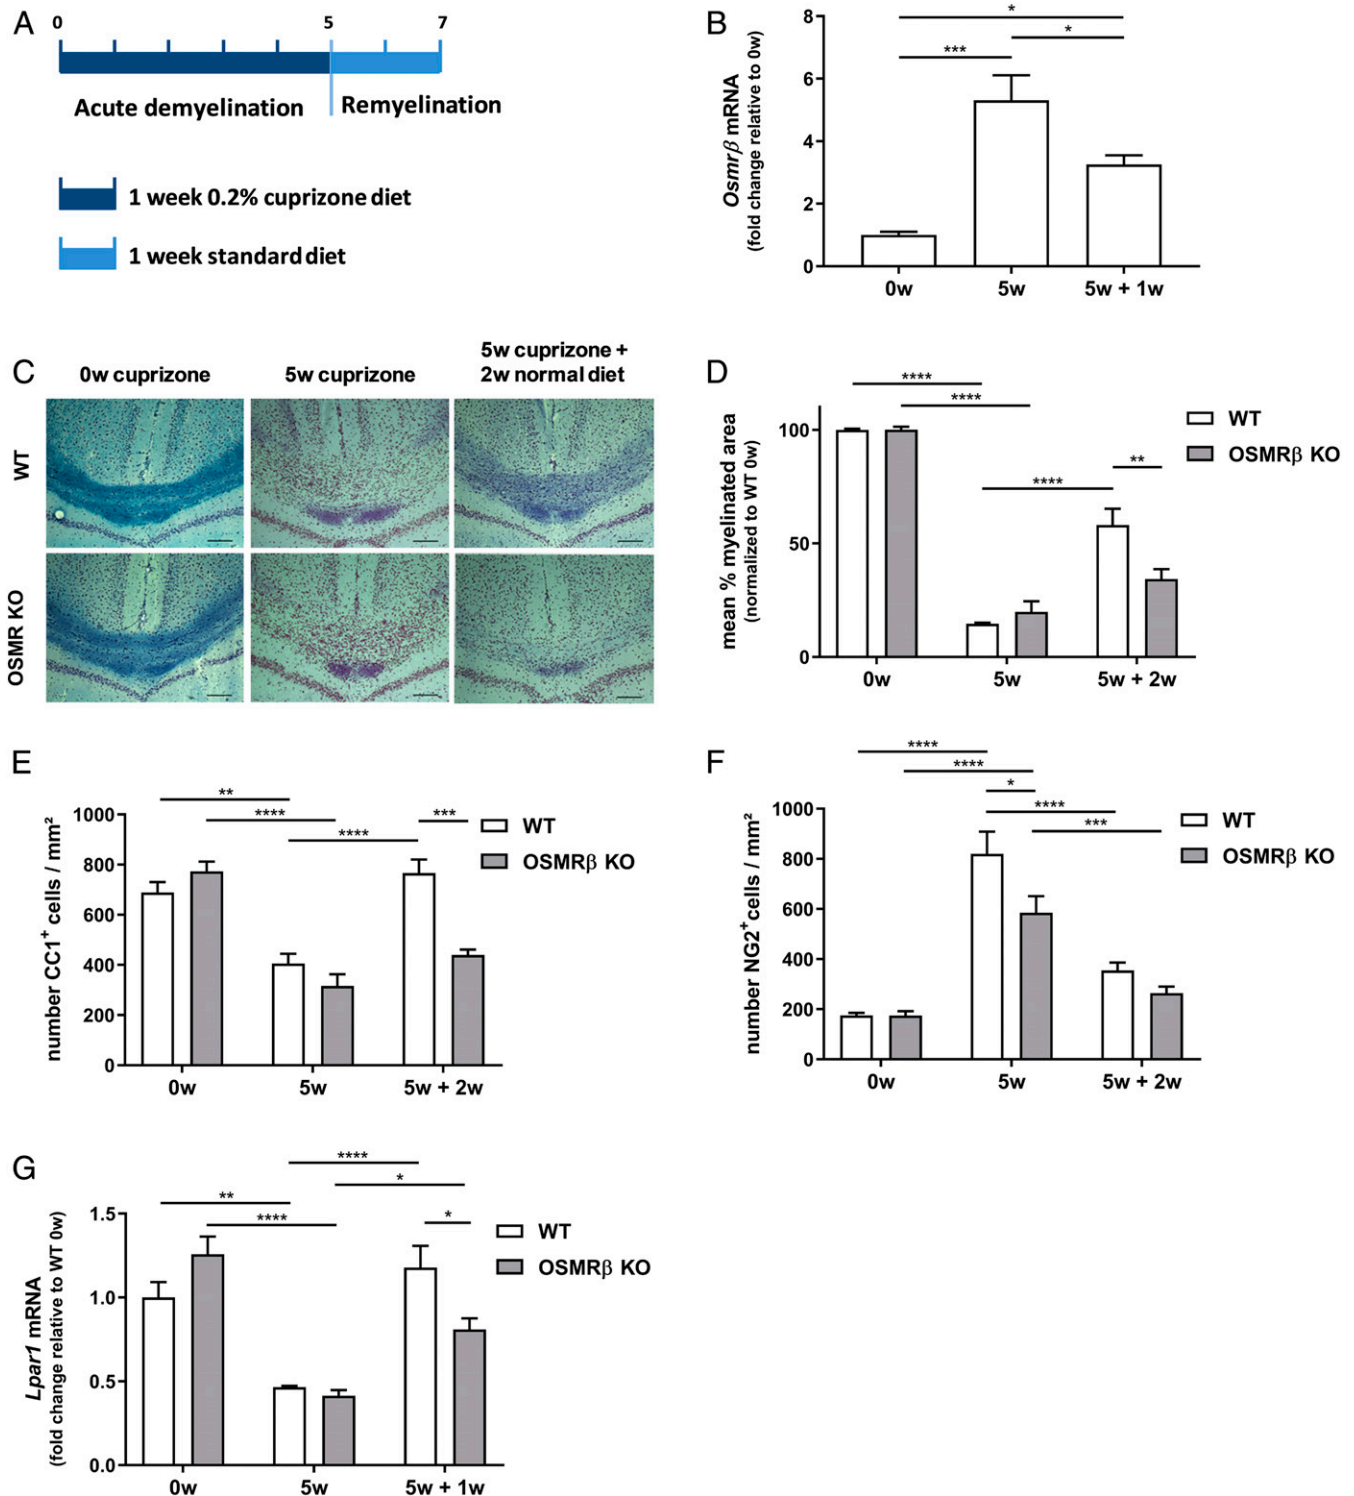 A
0 5 7
Acute demyelination Remyelination
1 week 0.2% cuprizone diet
1 week standard diet
B
Osmrβ mRNA
(fold change relative to 0w)
8
6
4
2
0
*
*
***
0w 5w 5w + 1w
C
0w cuprizone 5w cuprizone 5w cuprizone +
2w normal diet
WT
OSMR KO
D
mean % myelinated area
(normalized to WT 0w)
100
50
0
****
****
****
**
WT
OSMRβ KO
0w 5w 5w + 2w
E
number CC1⁺ cells / mm²
1000
800
600
400
200
0
**
****
****
***
WT
OSMRβ KO
0w 5w 5w + 2w
F
number NG2⁺cells / mm²
1000
800
600
400
200
0
****
****
*
****
***
WT
OSMRβ KO
0w 5w 5w + 2w
G
Lpar1 mRNA
(fold change relative to WT 0w)
1.5
1.0
0.5
0.0
****
*
**
****
*
WT
OSMRβ KO
0w 5w 5w + 1w